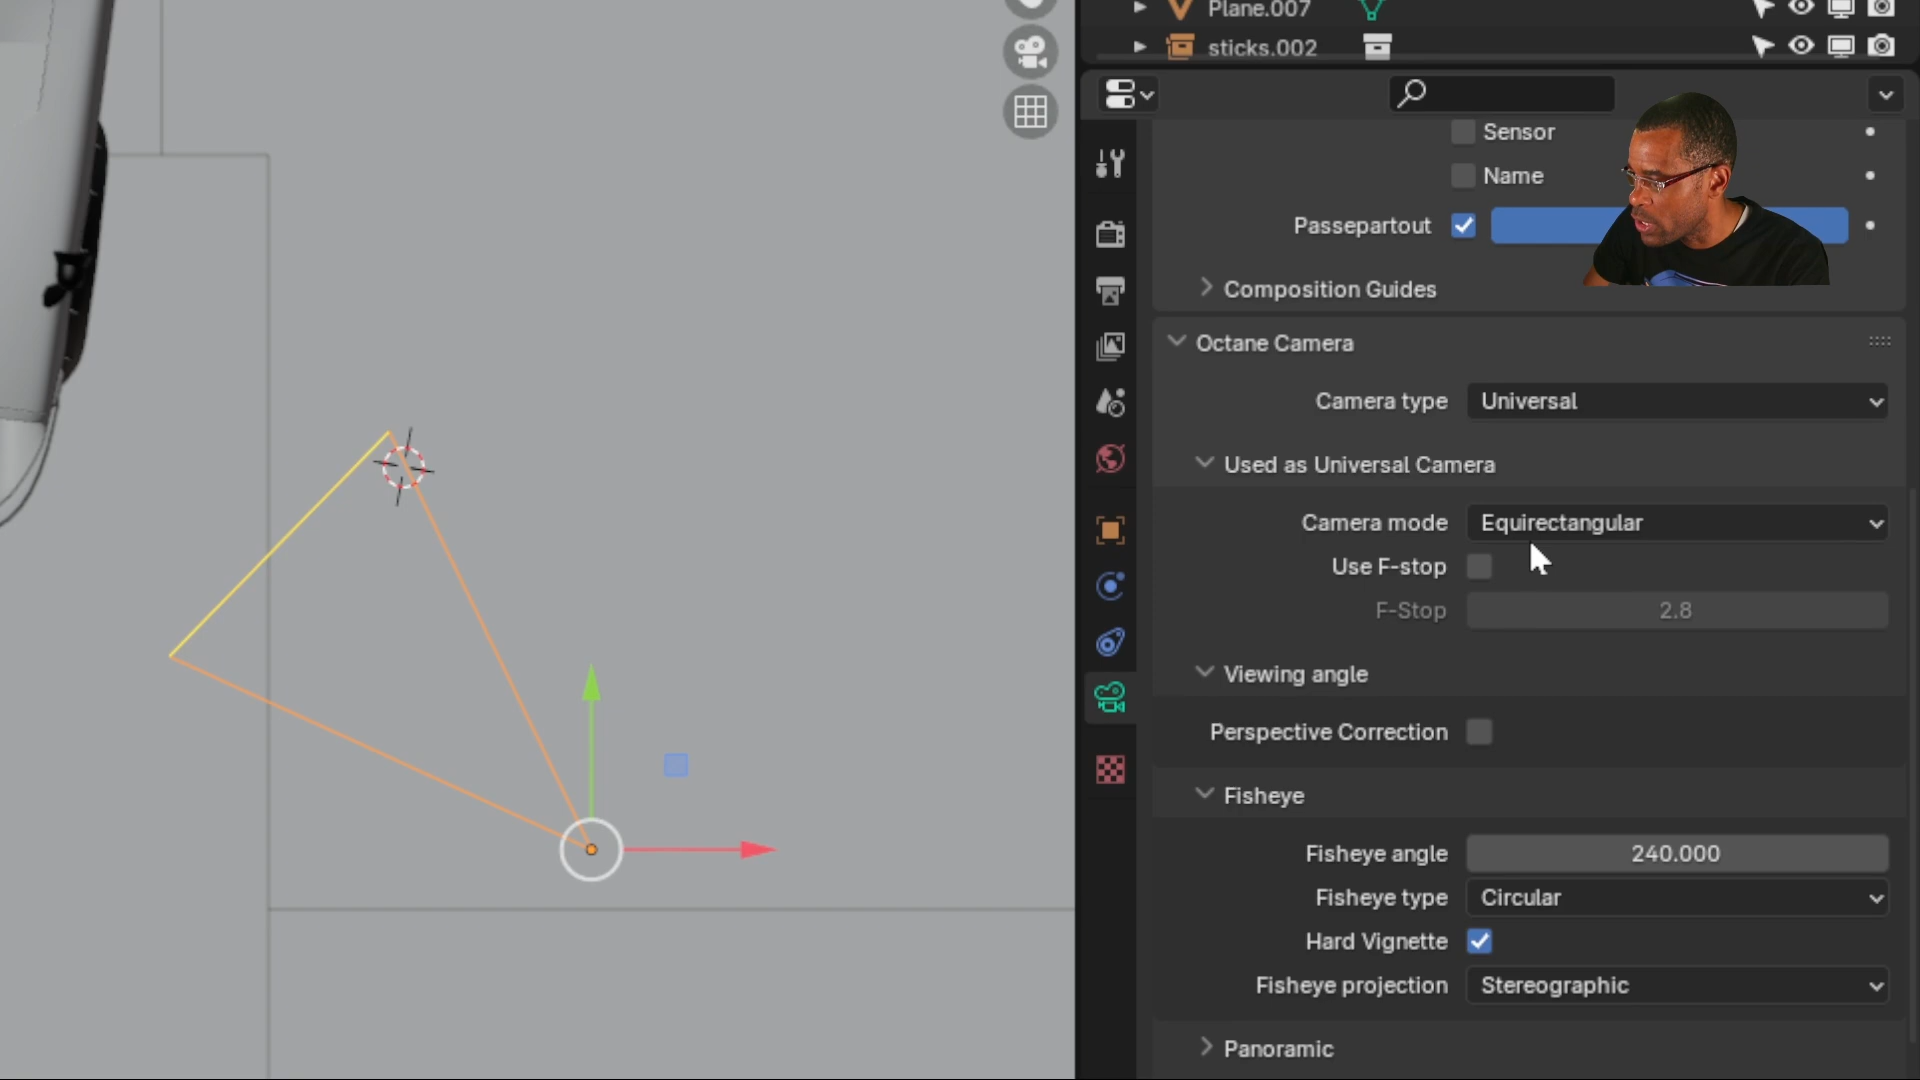 Plane.007
sticks.002
Sensor
Name
Passepartout
Composition Guides
Octane Camera
Camera type Universal
Used as Universal Camera
Camera mode Equirectangular
Use F-stop
F-Stop 2.8
Viewing angle
Perspective Correction
Fisheye
Fisheye angle 240.000
Fisheye type Circular
Hard Vignette
Fisheye projection Stereographic
Panoramic